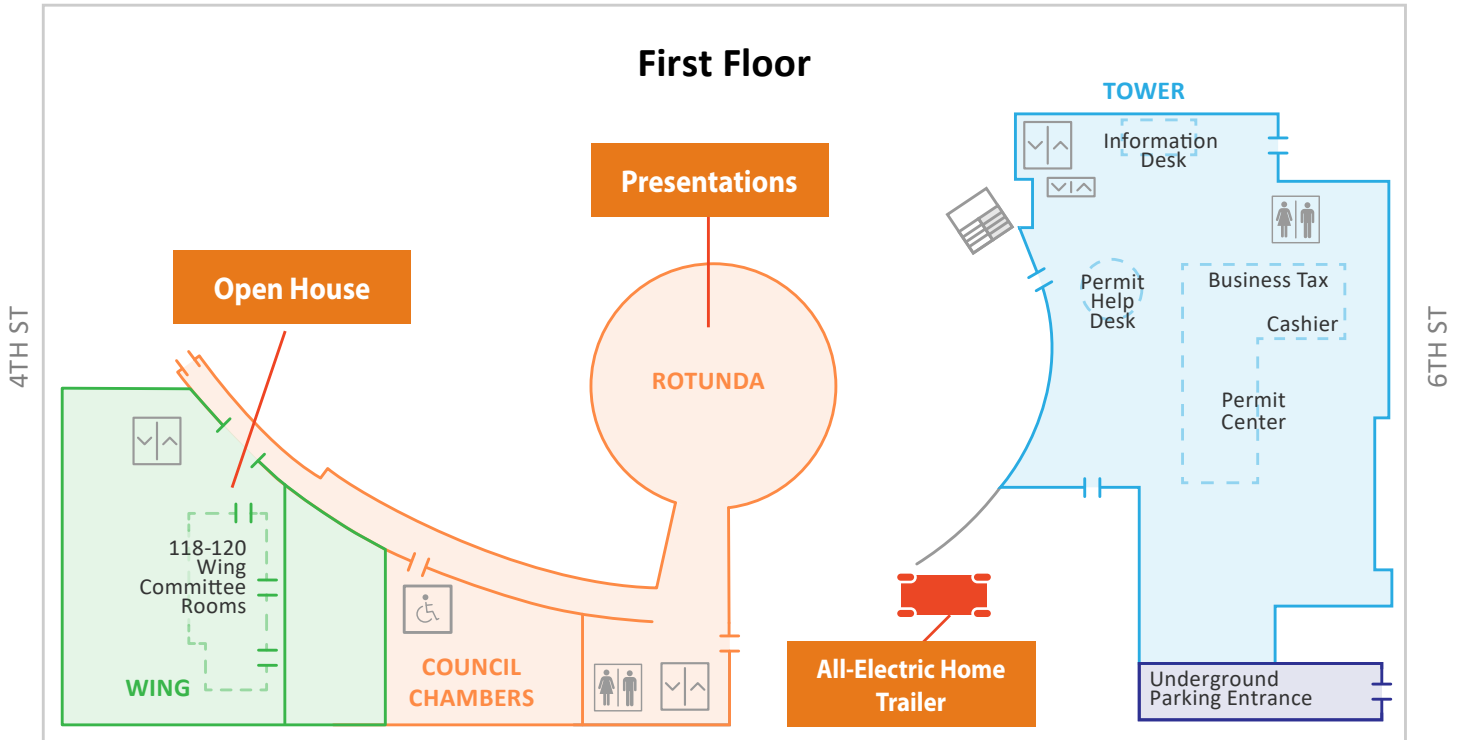 First Floor
TOWER
Information
Desk
Presentations
Open House
Permit
Help
Desk
Business Tax
Cashier
4TH ST
6TH ST
ROTUNDA
Permit
Center
118-120
Wing
Committee
Rooms
WING
COUNCIL
CHAMBERS
All-Electric Home
Trailer
Underground
Parking Entrance